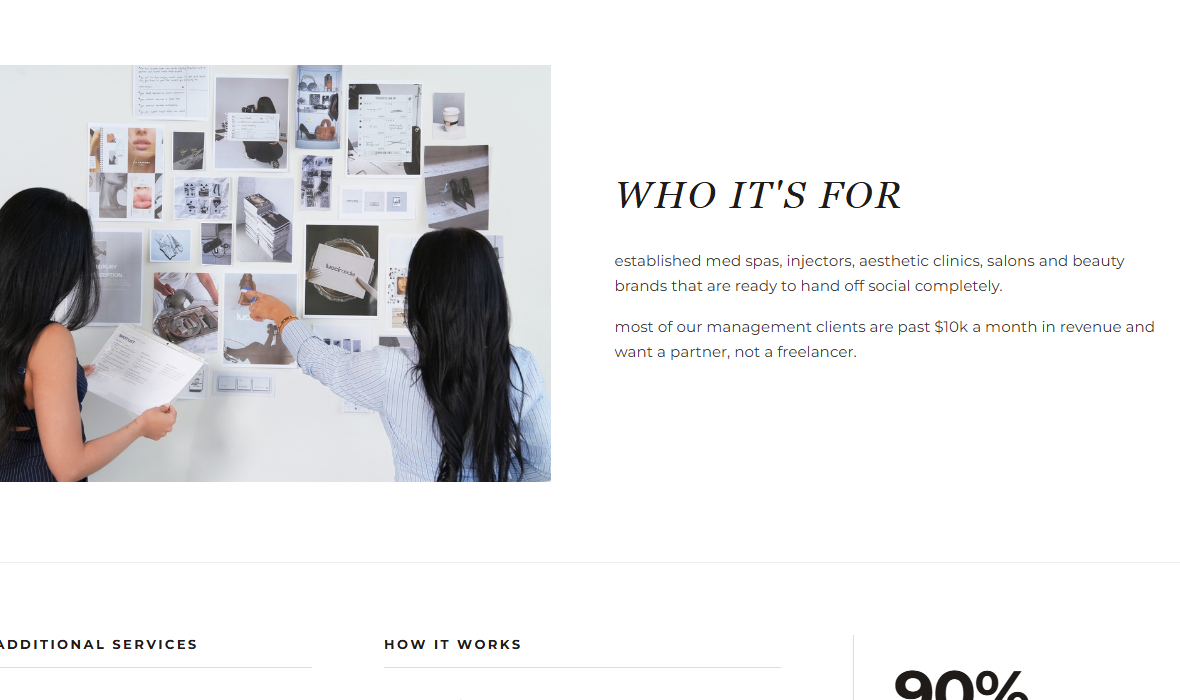 WHO IT'S FOR
established med spas, injectors, aesthetic clinics, salons and beauty
brands that are ready to hand off social completely.
most of our management clients are past $10k a month in revenue and
want a partner, not a freelancer.
ADDITIONAL SERVICES
HOW IT WORKS
90%